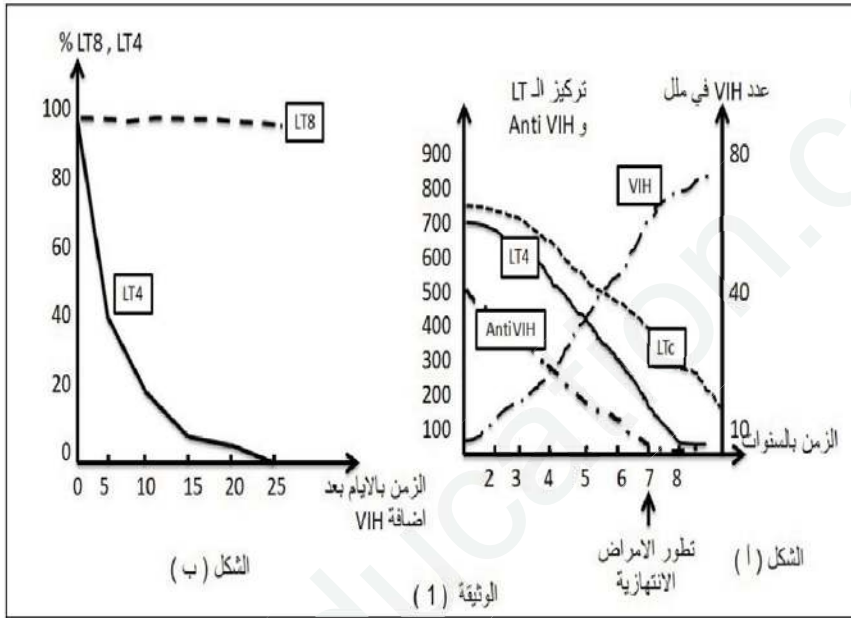 % LT8 , LT4
100
80
60
40
20
0
LT8
LT4
0 5 10 15 20 25
الزمن بالايام بعد
اضافة VIH
الشكل ( ب )
تركيز الـ LT
و Anti VIH
عدد VIH في ملل
900
800
700
600
500
400
300
200
100
80
40
10
VIH
LT4
AntiVIH
LTc
2 3 4 5 6 7 8
الزمن بالسنوات
تطور الامراض
الانتهازية
الشكل ( أ )
الوثيقة ( 1 )